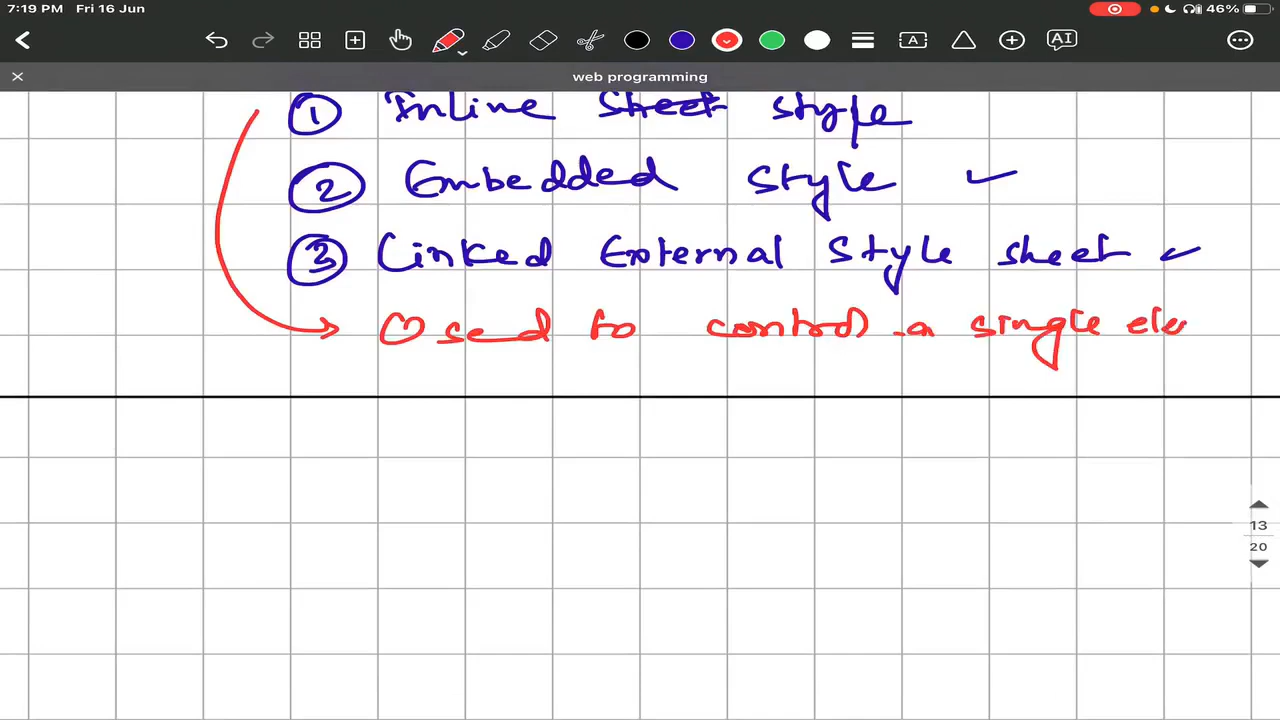 7:19 PM Fri 16 Jun 46%
A AI
web programming
① Inline sheet style
② Embedded style
③ Linked External style sheet
Used to control a single ele
13
20